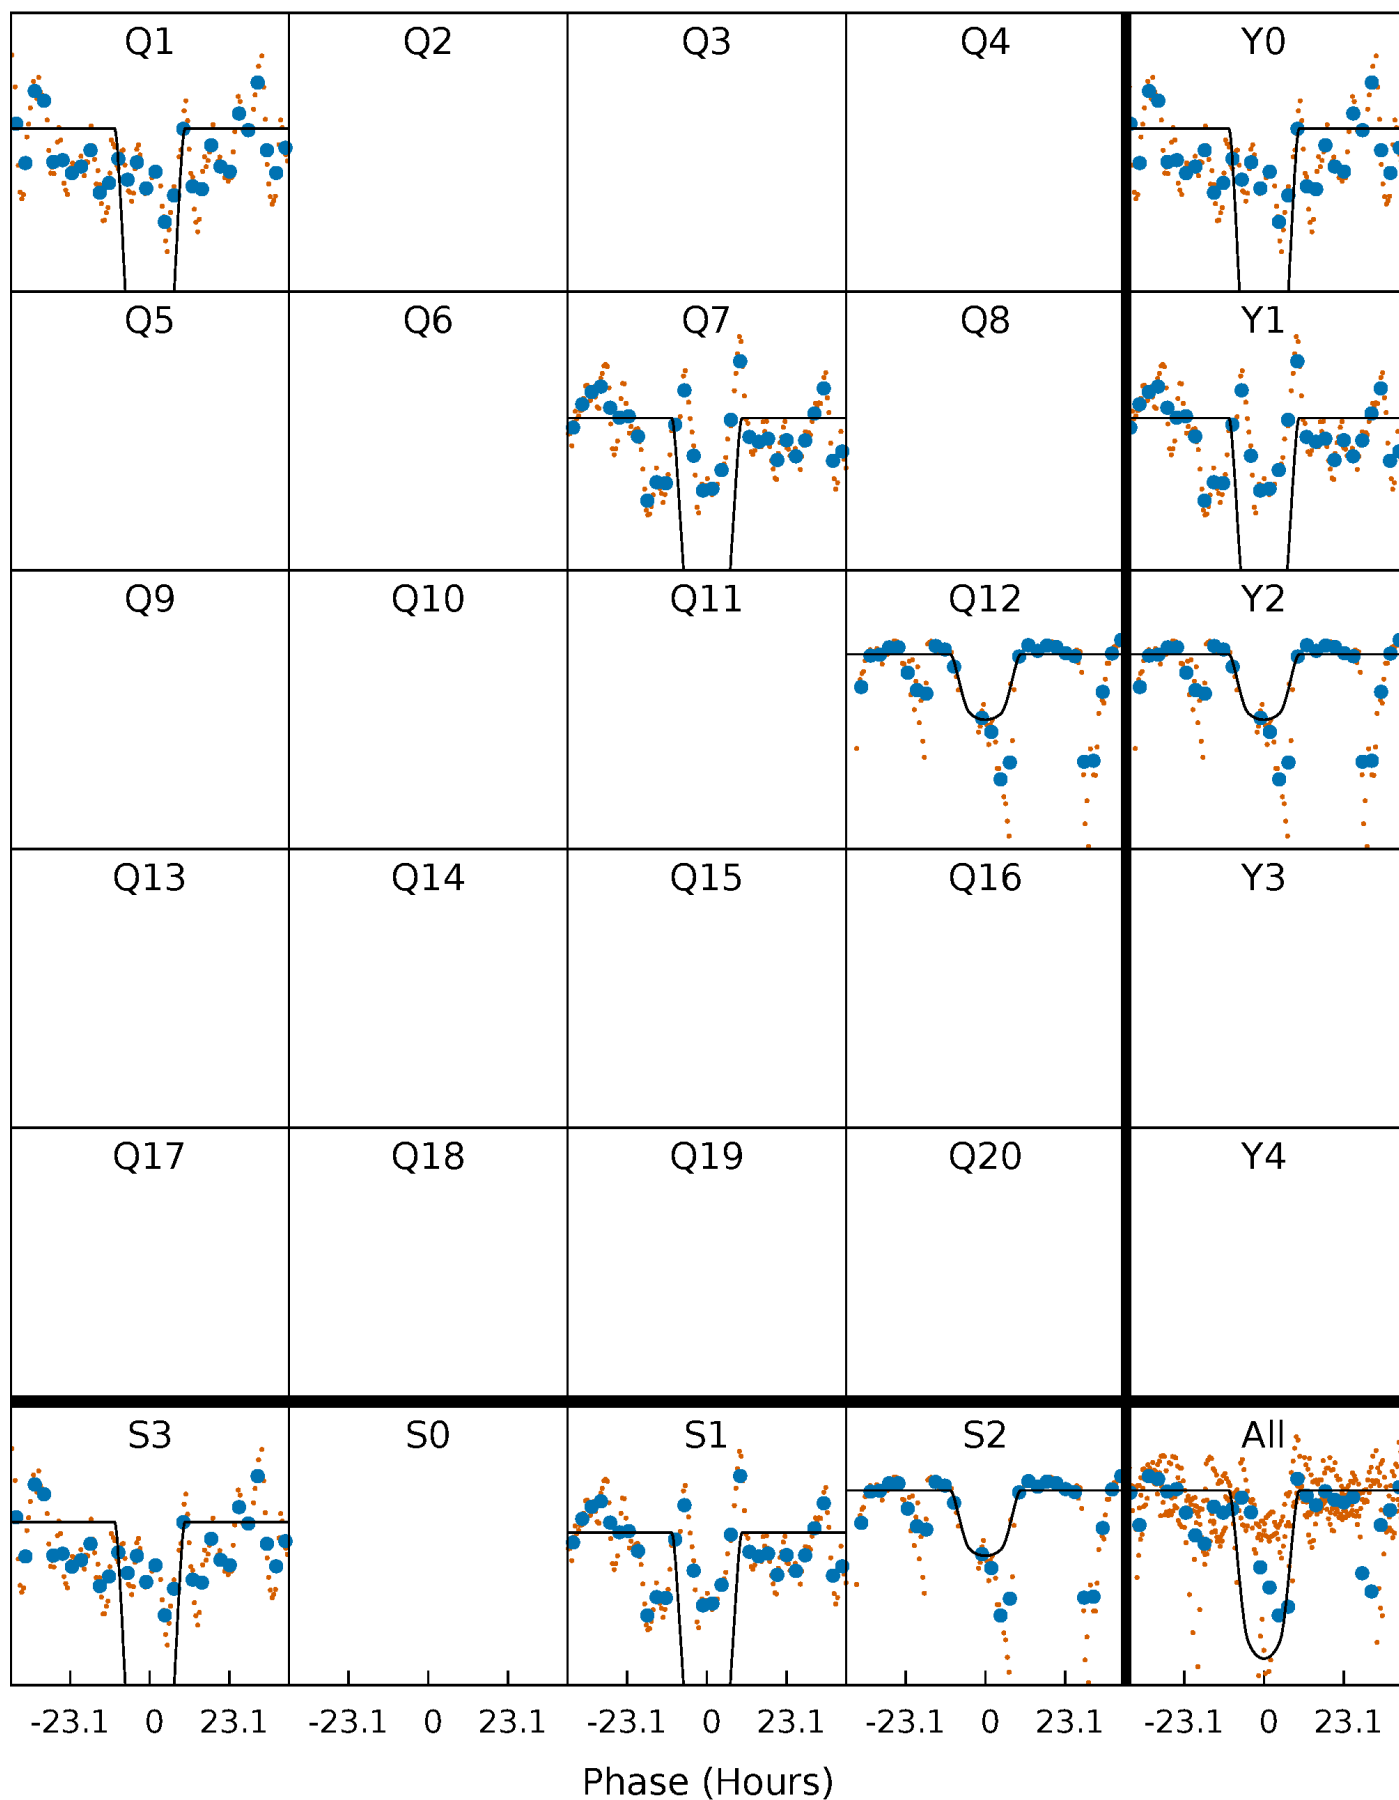 Q1 Q2 Q3 Q4 Y0
Q5 Q6 Q7 Q8 Y1
Q9 Q10 Q11 Q12 Y2
Q13 Q14 Q15 Q16 Y3
Q17 Q18 Q19 Q20 Y4
S3 S0 S1 S2 All
-23.1 0 23.1 -23.1 0 23.1 -23.1 0 23.1 -23.1 0 23.1 -23.1 0 23.1
Phase (Hours)